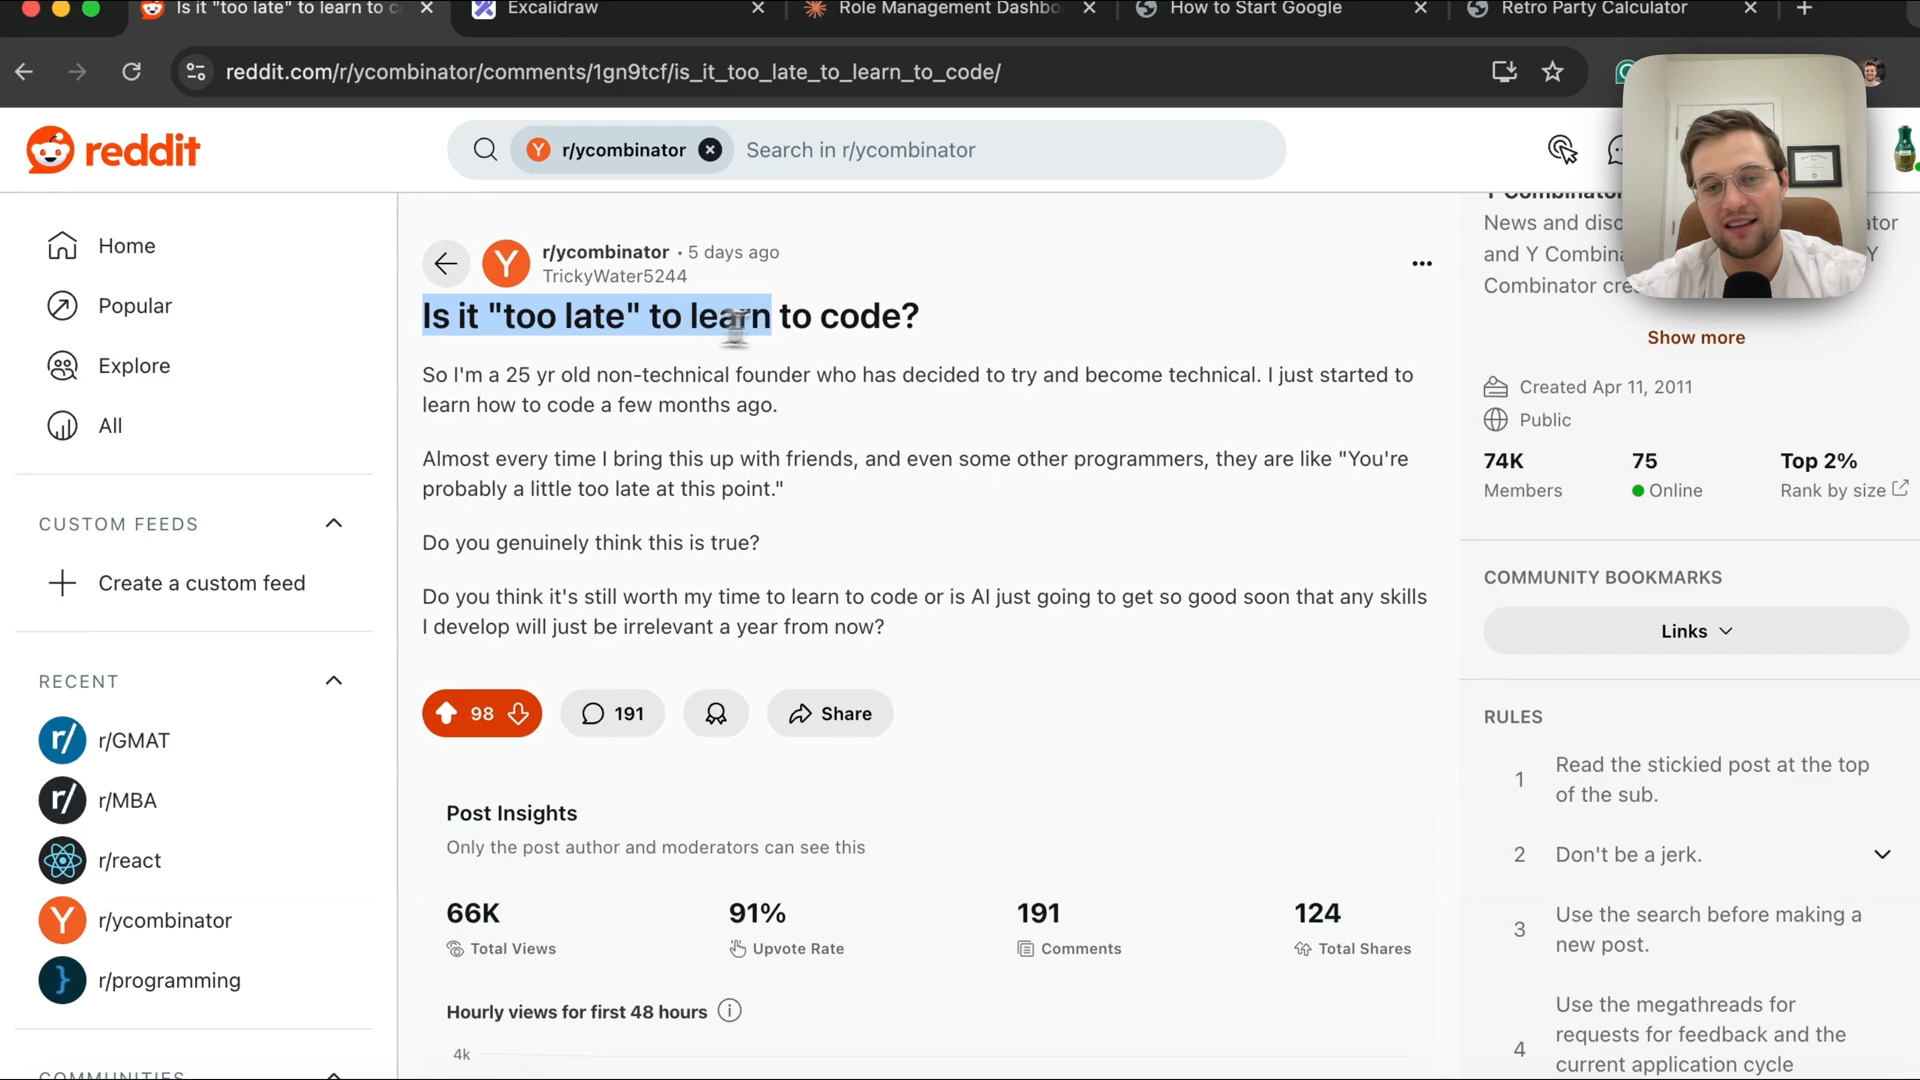 Is it "too late" to learn to c
Excalidraw
Role Management Dashbo
How to Start Google
Retro Party Calculator
reddit.com/r/ycombinator/comments/1gn9tcf/is_it_too_late_to_learn_to_code/
reddit
r/ycombinator
Search in r/ycombinator
Home
Popular
Explore
All
CUSTOM FEEDS
Create a custom feed
RECENT
r/GMAT
r/MBA
r/react
r/ycombinator
r/programming
COMMUNITIES
r/ycombinator • 5 days ago
TrickyWater5244
Is it "too late" to learn to code?
So I'm a 25 yr old non-technical founder who has decided to try and become technical. I just started to
learn how to code a few months ago.
Almost every time I bring this up with friends, and even some other programmers, they are like "You're
probably a little too late at this point."
Do you genuinely think this is true?
Do you think it's still worth my time to learn to code or is AI just going to get so good soon that any skills
I develop will just be irrelevant a year from now?
98
191
Share
Post Insights
Only the post author and moderators can see this
66K
Total Views
91%
Upvote Rate
191
Comments
124
Total Shares
Hourly views for first 48 hours
4k
Y Combinator
News and disc
ator
and Y Combina
Y
Combinator cre
Show more
Created Apr 11, 2011
Public
74K
Members
75
Online
Top 2%
Rank by size
COMMUNITY BOOKMARKS
Links
RULES
1
Read the stickied post at the top
of the sub.
2
Don't be a jerk.
3
Use the search before making a
new post.
4
Use the megathreads for
requests for feedback and the
current application cycle